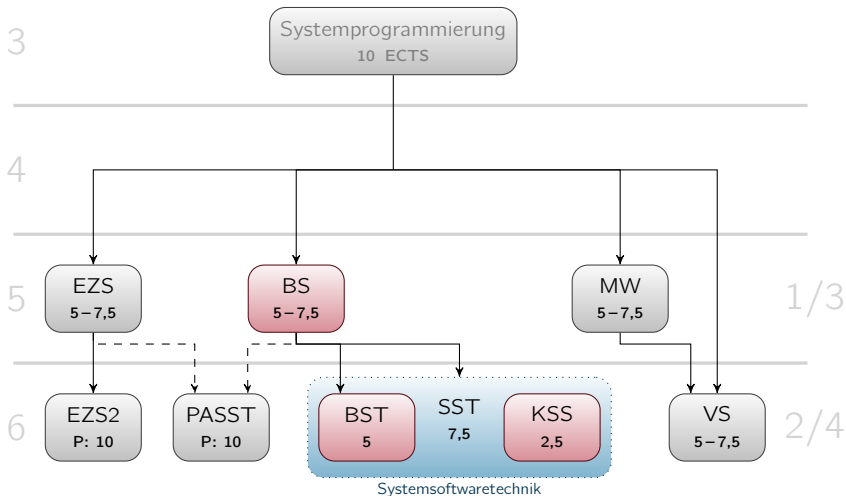 3
Systemprogrammierung
10 ECTS
4
5
EZS
5–7,5
BS
5–7,5
MW
5–7,5
1/3
6
EZS2
P: 10
PASST
P: 10
BST
5
SST
7,5
KSS
2,5
VS
5–7,5
2/4
Systemsoftwaretechnik